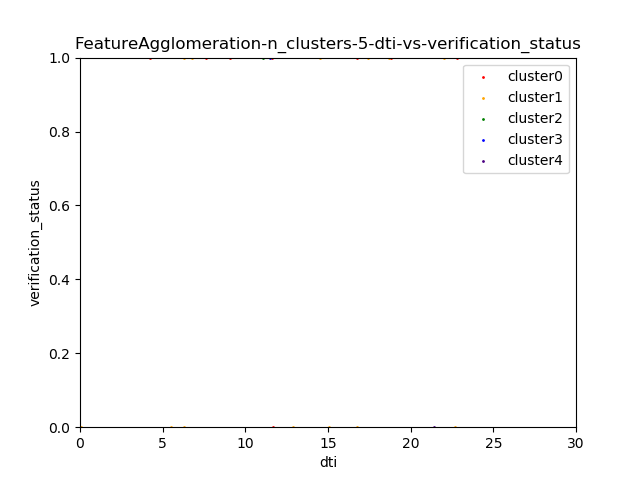 FeatureAgglomeration-n_clusters-5-dti-vs-verification_status
1.0
0.8
0.6
0.4
0.2
0.0
verification_status
cluster0
cluster1
cluster2
cluster3
cluster4
0 5 10 15 20 25 30
dti